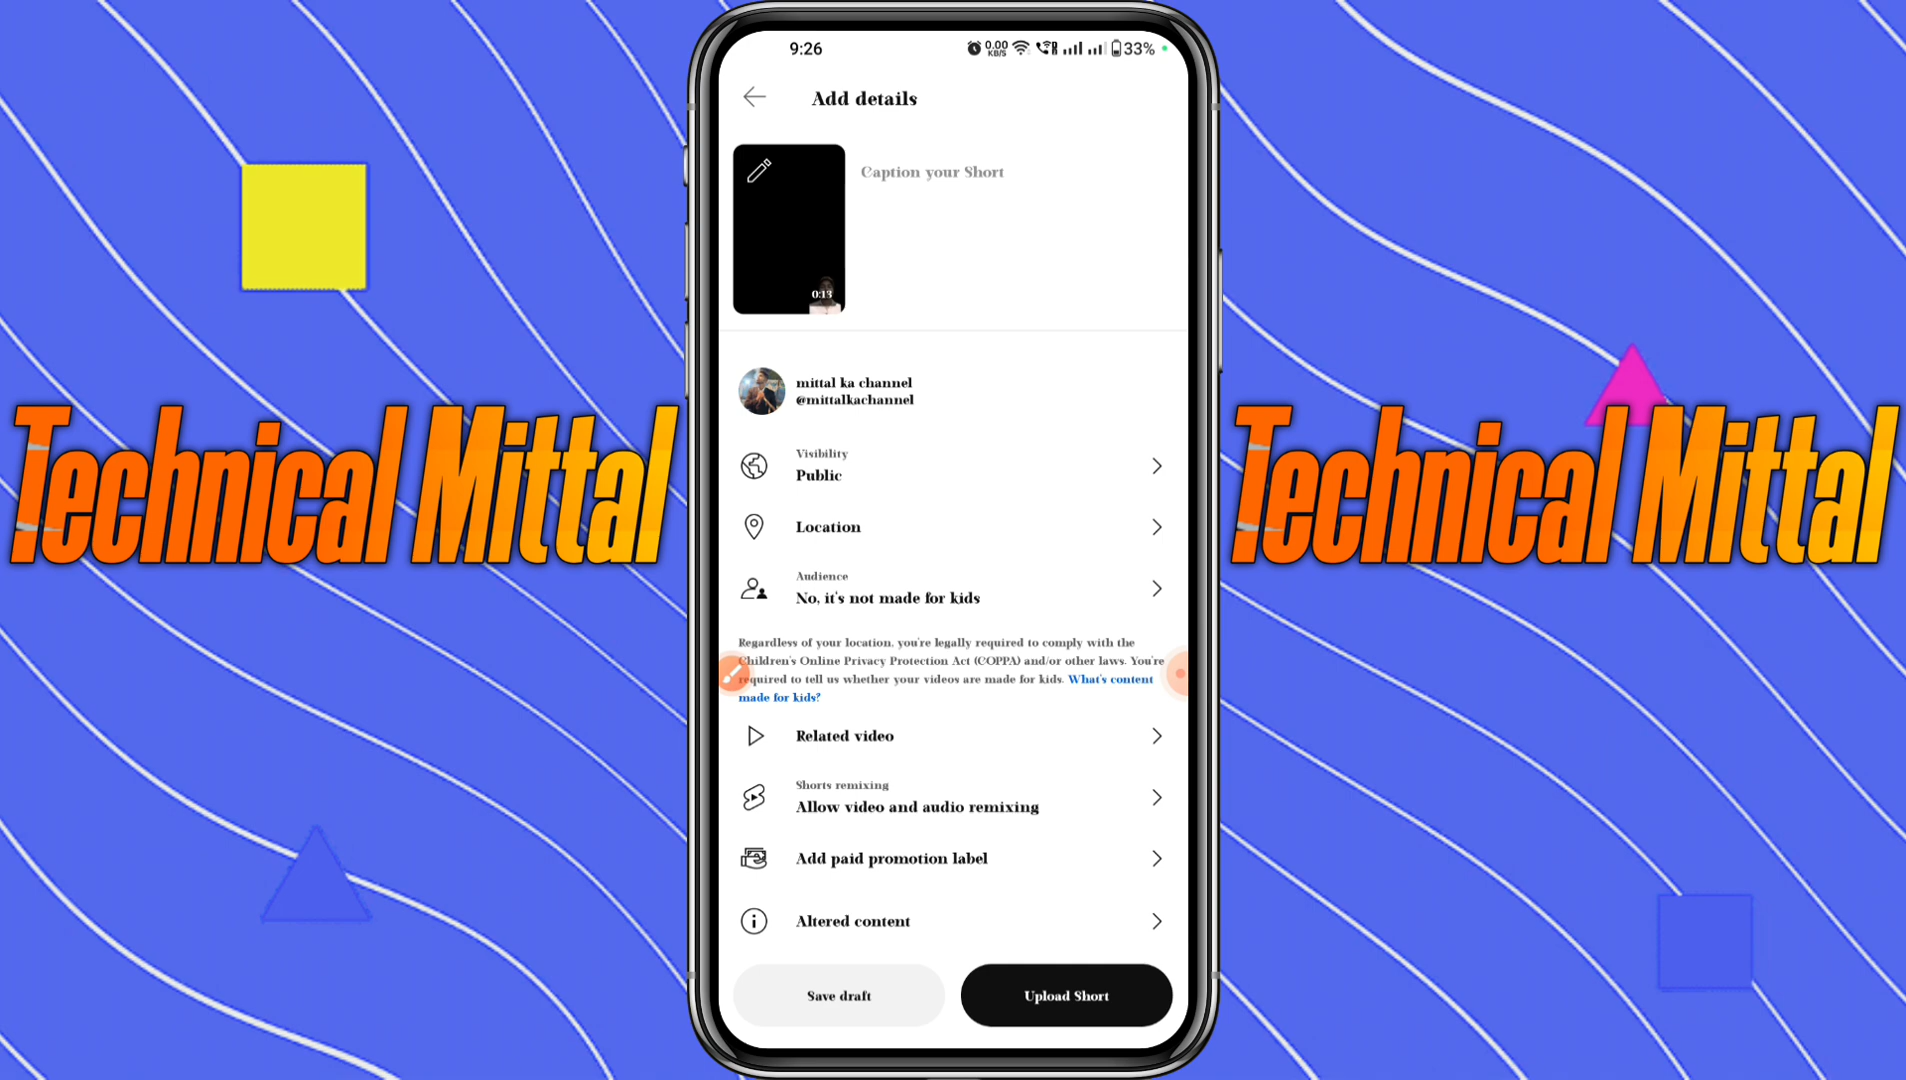 9:26
0.00
KB/S
33%
Add details
Caption your Short
0:13
mittal ka channel
@mittalkachannel
Visibility
Public
Location
Audience
No, it's not made for kids
Regardless of your location, you're legally required to comply with the
Children's Online Privacy Protection Act (COPPA) and/or other laws. You're
required to tell us whether your videos are made for kids. What's content
made for kids?
Related video
Shorts remixing
Allow video and audio remixing
Add paid promotion label
Altered content
Save draft
Upload Short
Technical Mittal
Technical Mittal